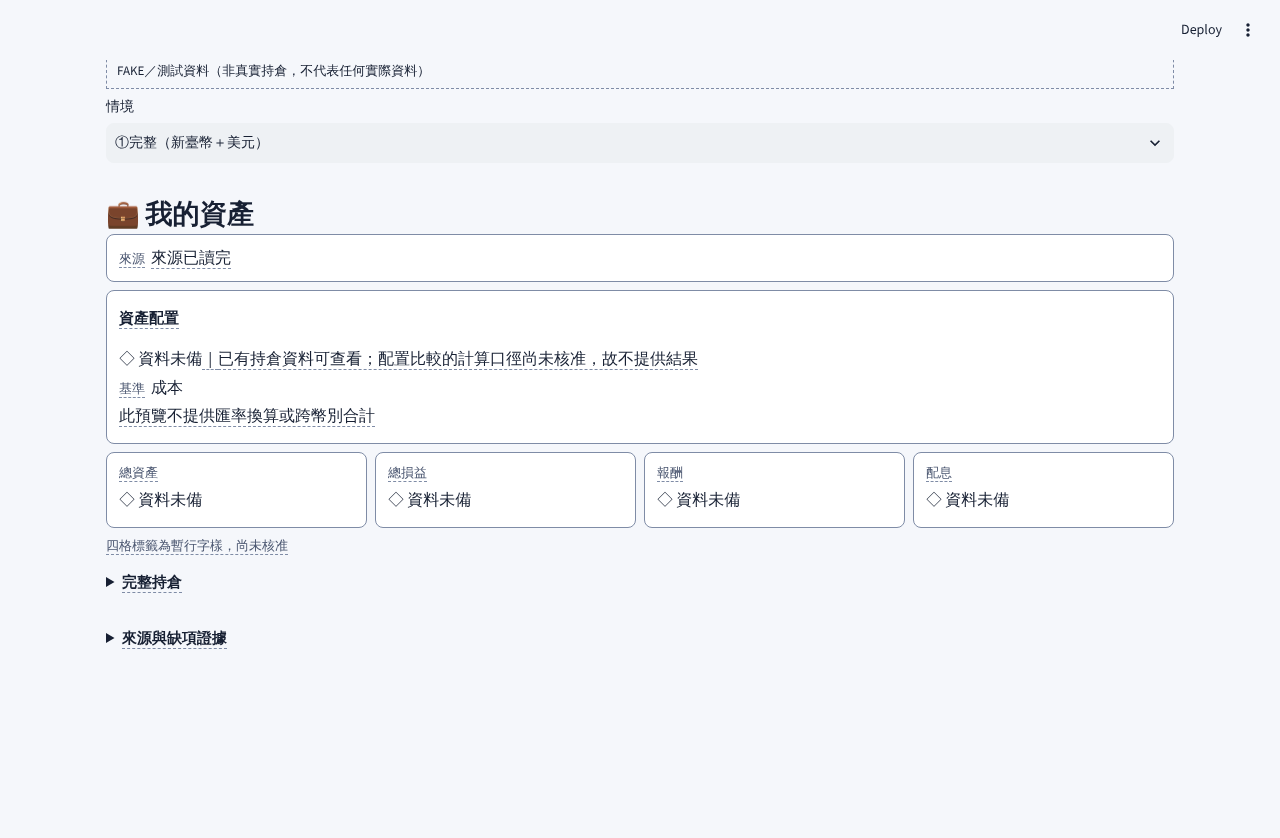 Deploy
FAKE／測試資料（非真實持倉，不代表任何實際資料）
情境
①完整（新臺幣＋美元）
💼 我的資產
來源 來源已讀完
資產配置
◇ 資料未備｜已有持倉資料可查看；配置比較的計算口徑尚未核准，故不提供結果
基準 成本
此預覽不提供匯率換算或跨幣別合計
總資產
◇ 資料未備
總損益
◇ 資料未備
報酬
◇ 資料未備
配息
◇ 資料未備
四格標籤為暫行字樣，尚未核准
▶ 完整持倉
▶ 來源與缺項證據